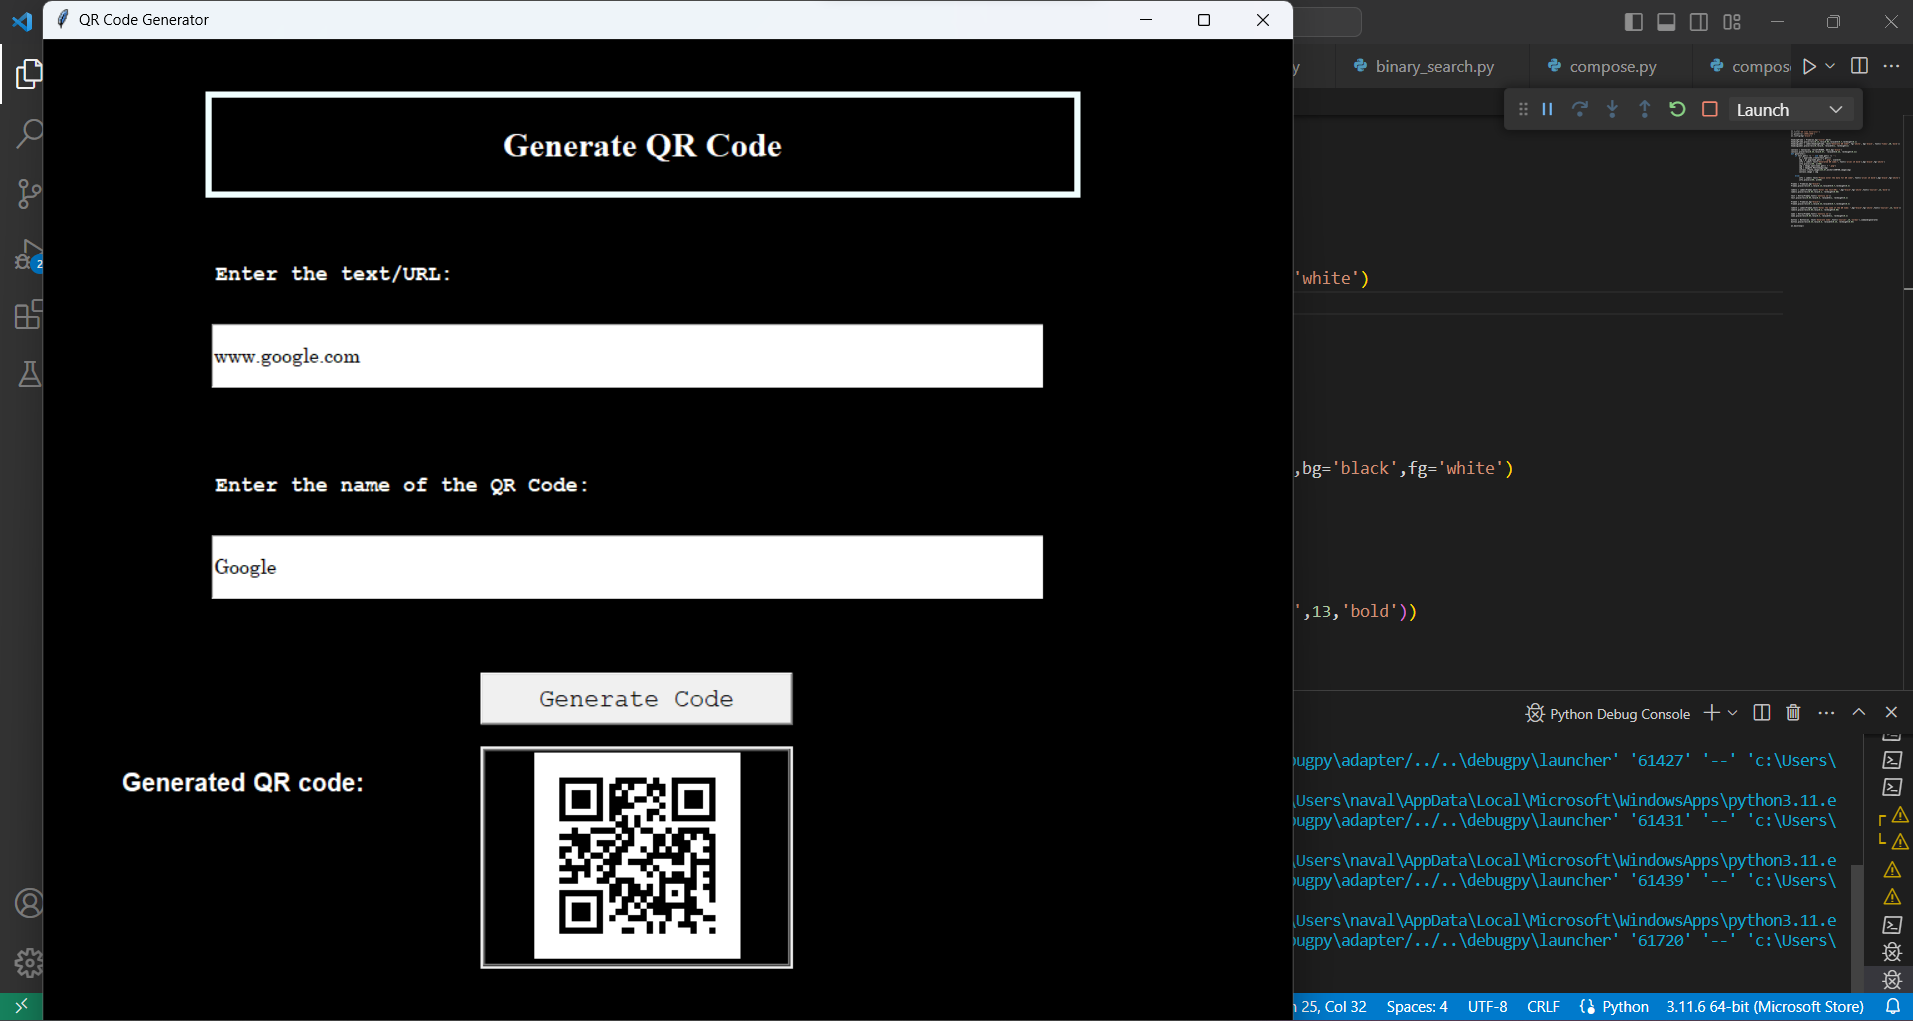 QR Code Generator
Generate QR Code
Enter the text/URL:
www.google.com
Enter the name of the QR Code:
Google
Generate Code
Generated QR code:
2
y
binary_search.py
compose.py
compos
Launch
'white')
,bg='black',fg='white')
',13,'bold'))
Python Debug Console
ugpy\adapter/../..\debugpy\launcher' '61427' '--' 'c:\Users\
\Users\naval\AppData\Local\Microsoft\WindowsApps\python3.11.e
ugpy\adapter/../..\debugpy\launcher' '61431' '--' 'c:\Users\
\Users\naval\AppData\Local\Microsoft\WindowsApps\python3.11.e
ugpy\adapter/../..\debugpy\launcher' '61439' '--' 'c:\Users\
\Users\naval\AppData\Local\Microsoft\WindowsApps\python3.11.e
ugpy\adapter/../..\debugpy\launcher' '61720' '--' 'c:\Users\
25, Col 32 Spaces: 4 UTF-8 CRLF Python 3.11.6 64-bit (Microsoft Store)